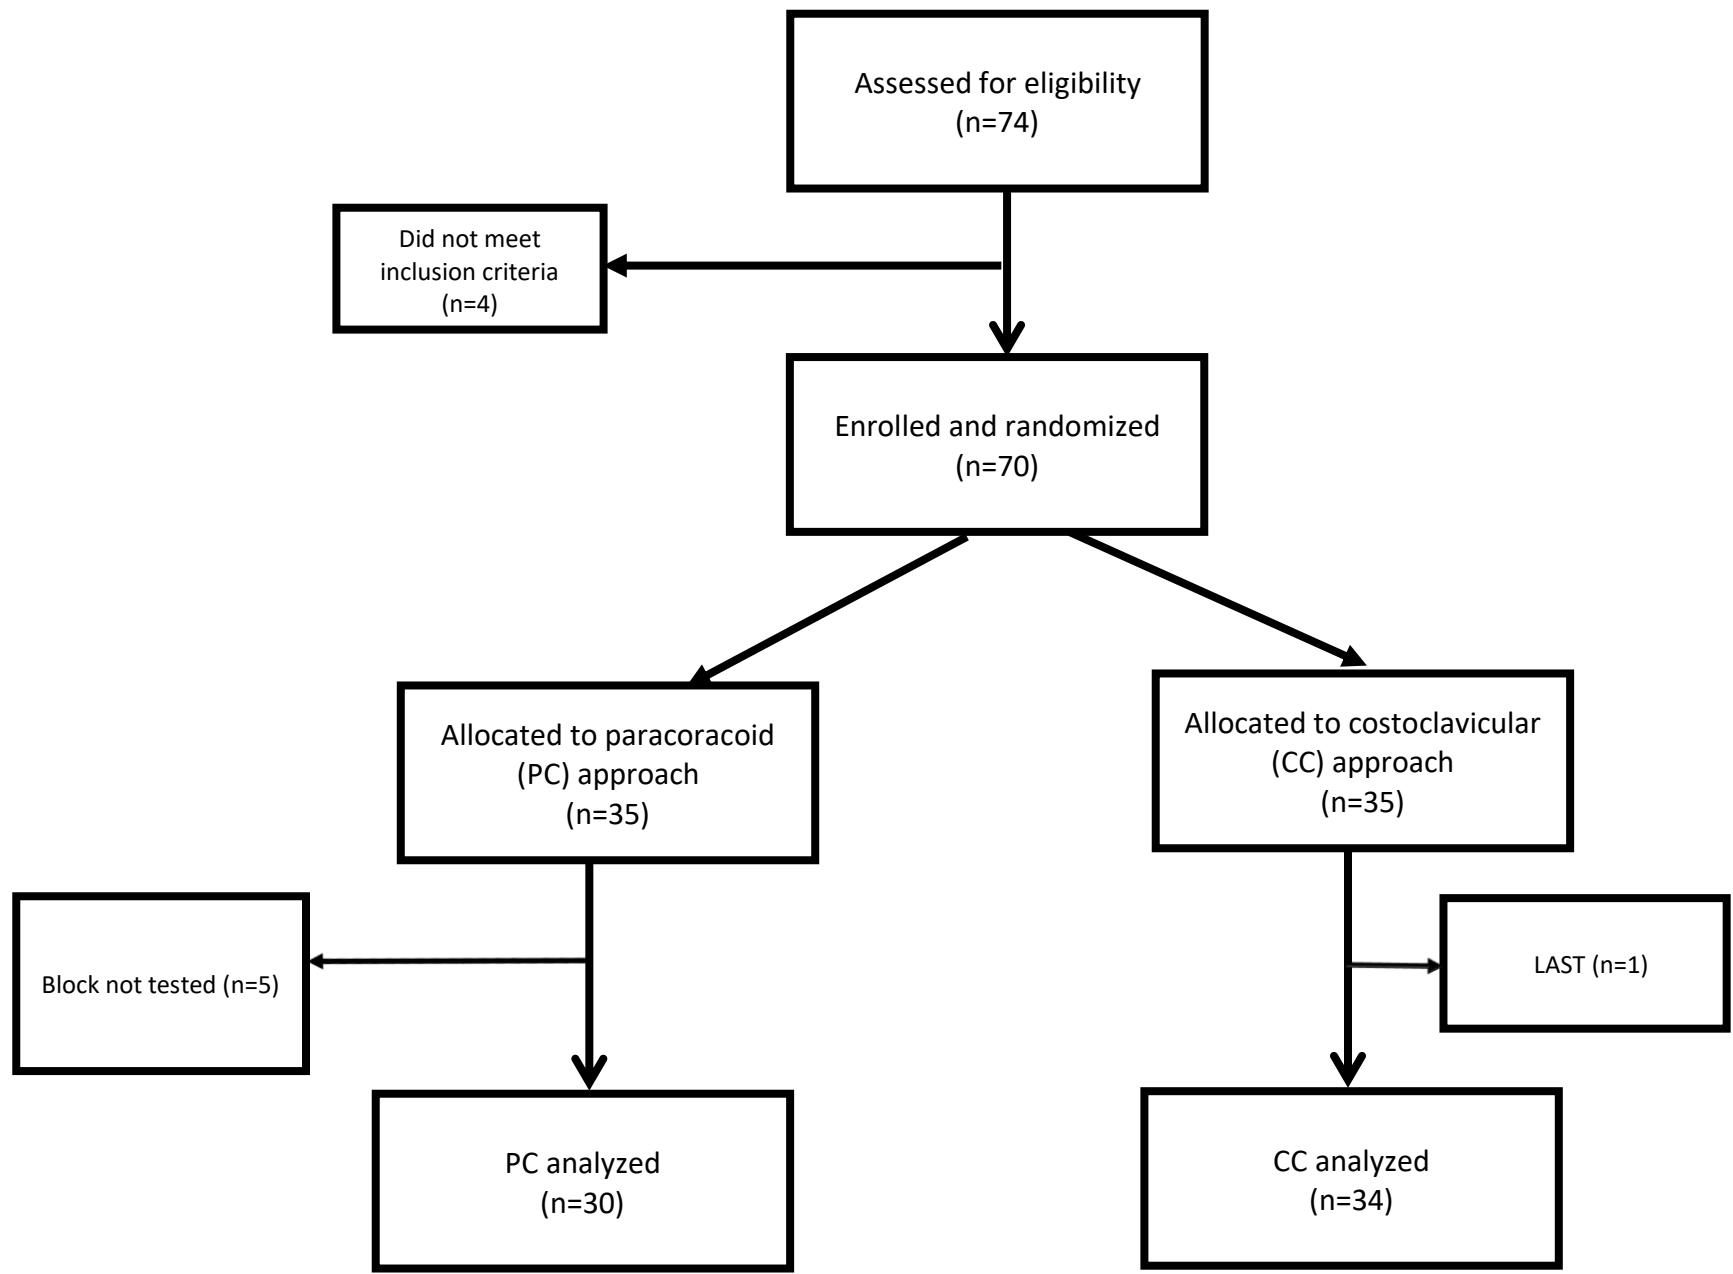 Assessed for eligibility
(n=74)
Did not meet
inclusion criteria
(n=4)
Enrolled and randomized
(n=70)
Allocated to paracoracoid
(PC) approach
(n=35)
Allocated to costoclavicular
(CC) approach
(n=35)
Block not tested (n=5)
LAST (n=1)
PC analyzed
(n=30)
CC analyzed
(n=34)